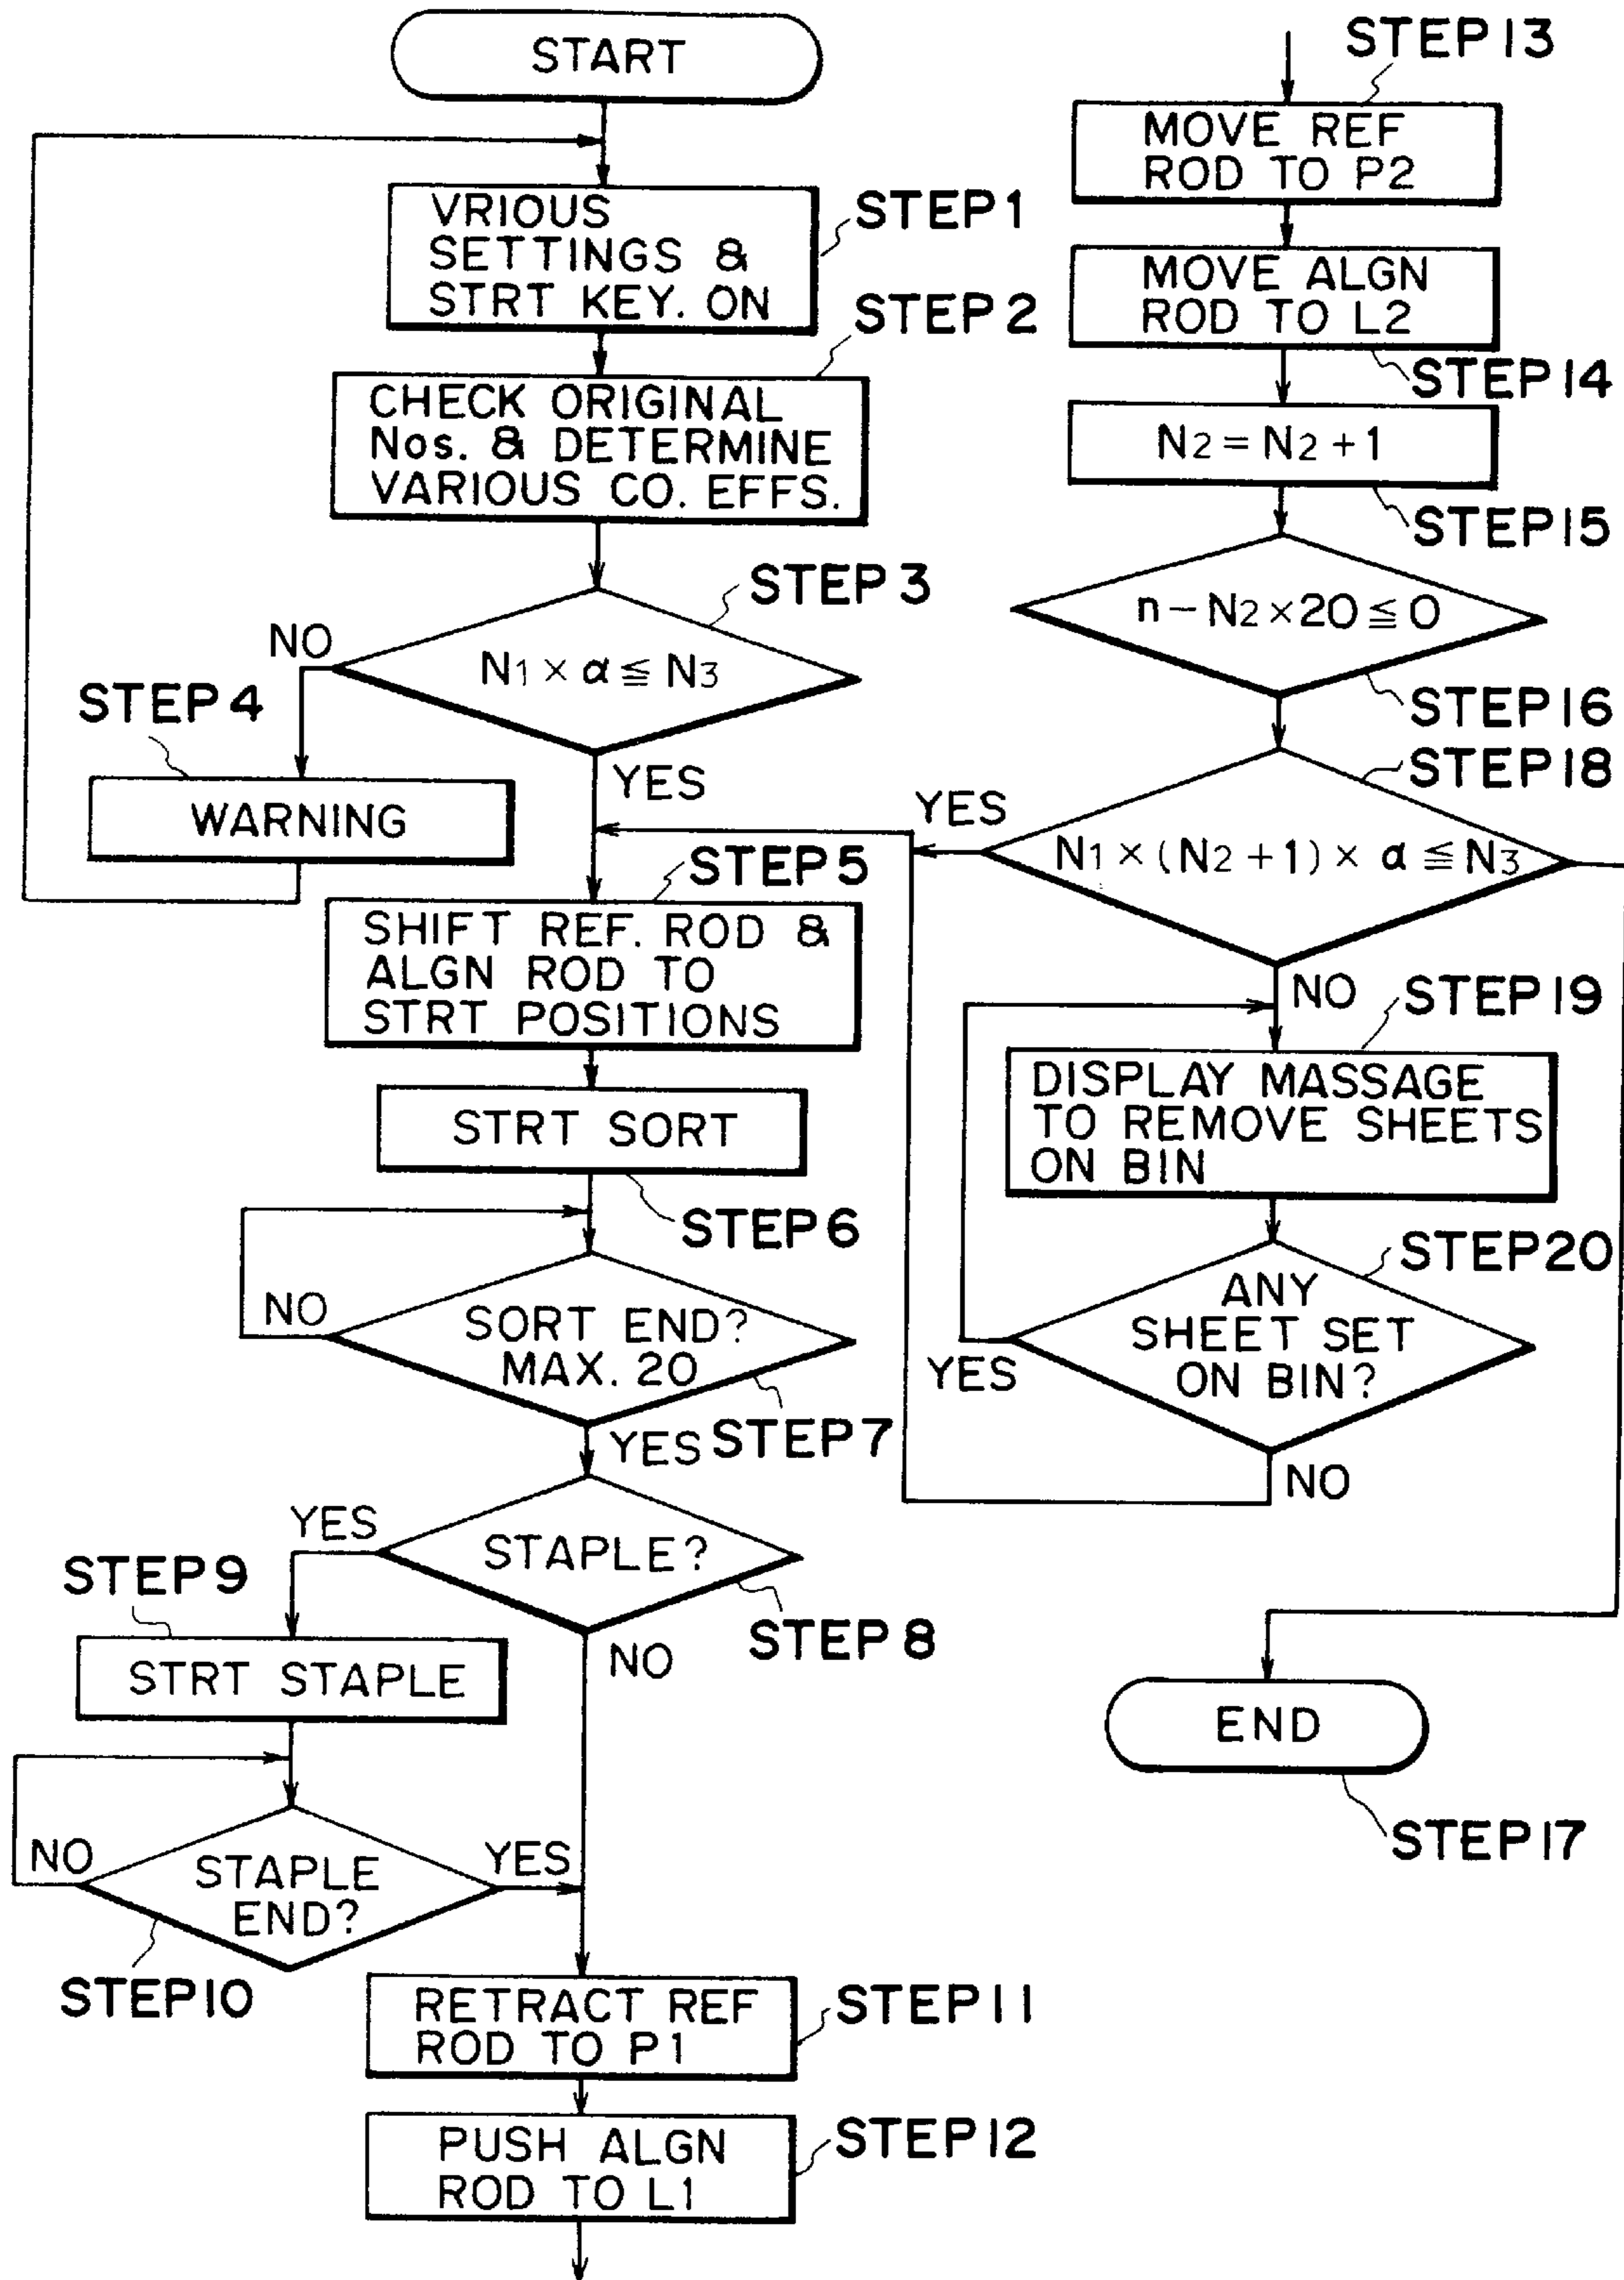 START
VRIOUS
SETTINGS &
STRT KEY. ON
STEP 1
CHECK ORIGINAL
Nos. & DETERMINE
VARIOUS CO. EFFS.
STEP 2
N1 × α ≦ N3
STEP 3
NO
YES
WARNING
STEP 4
SHIFT REF. ROD &
ALGN ROD TO
STRT POSITIONS
STEP 5
STRT SORT
STEP 6
SORT END?
MAX. 20
NO
YES
STEP 7
STAPLE?
YES
NO
STEP 8
STEP 9
STRT STAPLE
STAPLE
END?
NO
YES
STEP 10
RETRACT REF
ROD TO P1
STEP 11
PUSH ALGN
ROD TO L1
STEP 12
STEP 13
MOVE REF
ROD TO P2
MOVE ALGN
ROD TO L2
STEP 14
N2 = N2 + 1
STEP 15
n - N2 × 20 ≦ 0
STEP 16
STEP 18
YES
N1 × (N2 + 1) × α ≦ N3
NO
STEP 19
DISPLAY MASSAGE
TO REMOVE SHEETS
ON BIN
STEP 20
ANY
SHEET SET
ON BIN?
YES
NO
END
STEP 17